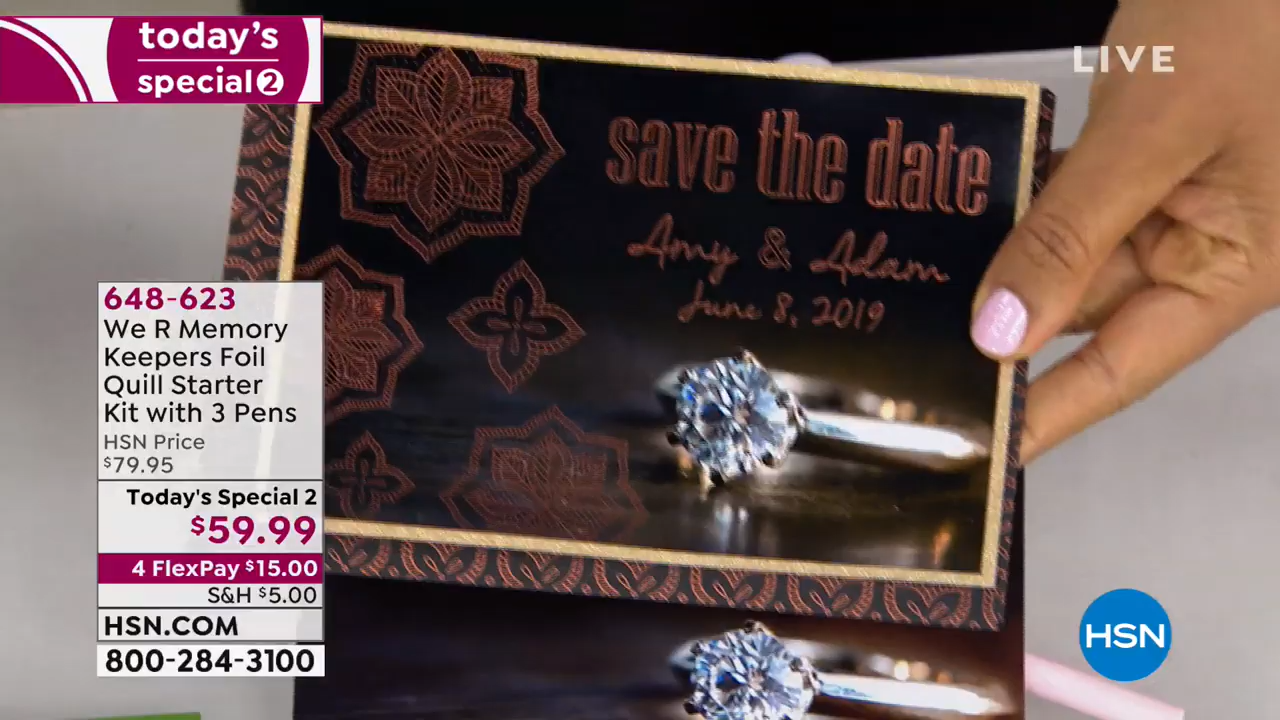 today's
special 2
LIVE
save the date
Amy & Adam
June 8, 2019
648-623
We R Memory
Keepers Foil
Quill Starter
Kit with 3 Pens
HSN Price
$79.95
Today's Special 2
$59.99
4 FlexPay $15.00
S&H $5.00
HSN.COM
800-284-3100
HSN